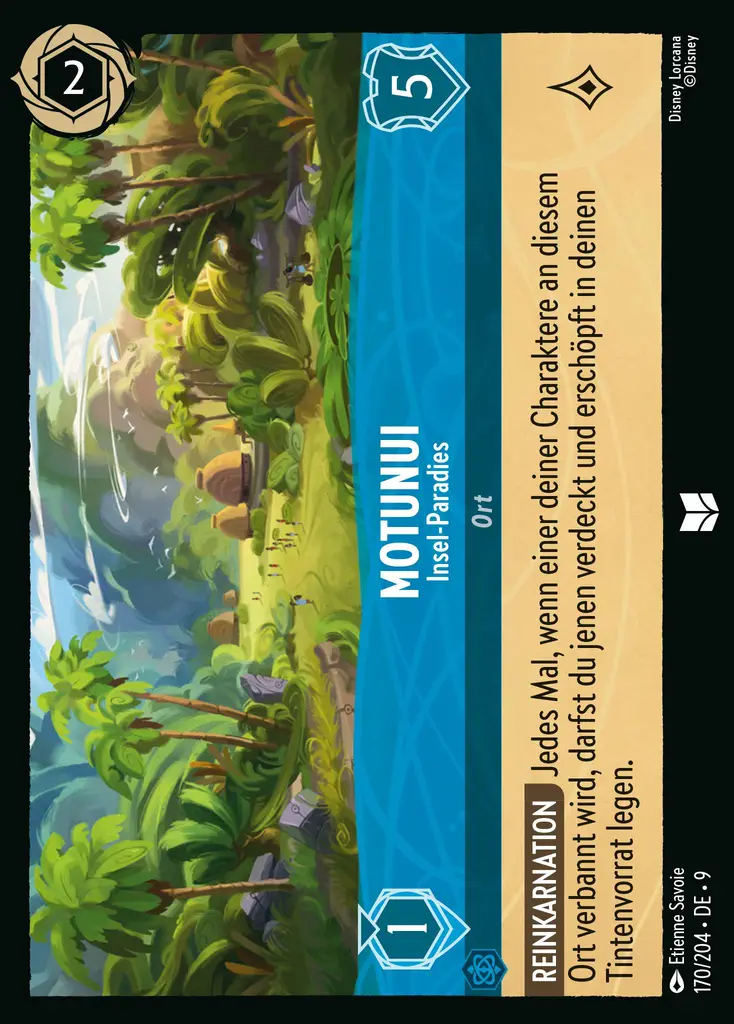 2
MOTUNUI
Insel-Paradies
1
5
Ort
REINKARNATION Jedes Mal, wenn einer deiner Charaktere an diesem
Ort verbannt wird, darfst du jenen verdeckt und erschöpft in deinen
Tintenvorrat legen.
Etienne Savoie
170/204 • DE • 9
Disney Lorcana
©Disney